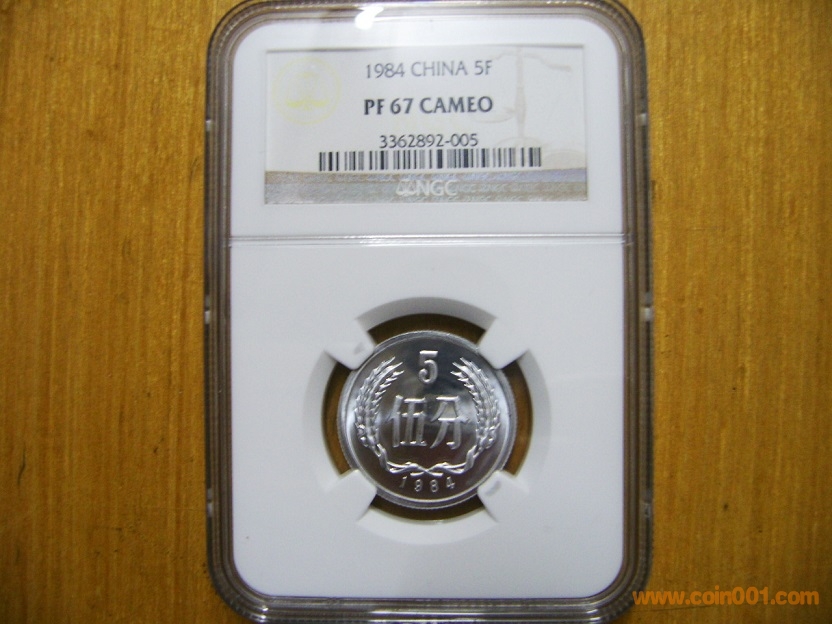 1984 CHINA 5F
PF 67 CAMEO
3362892-005
NGC
5
伍分
1984
www.coin001.com